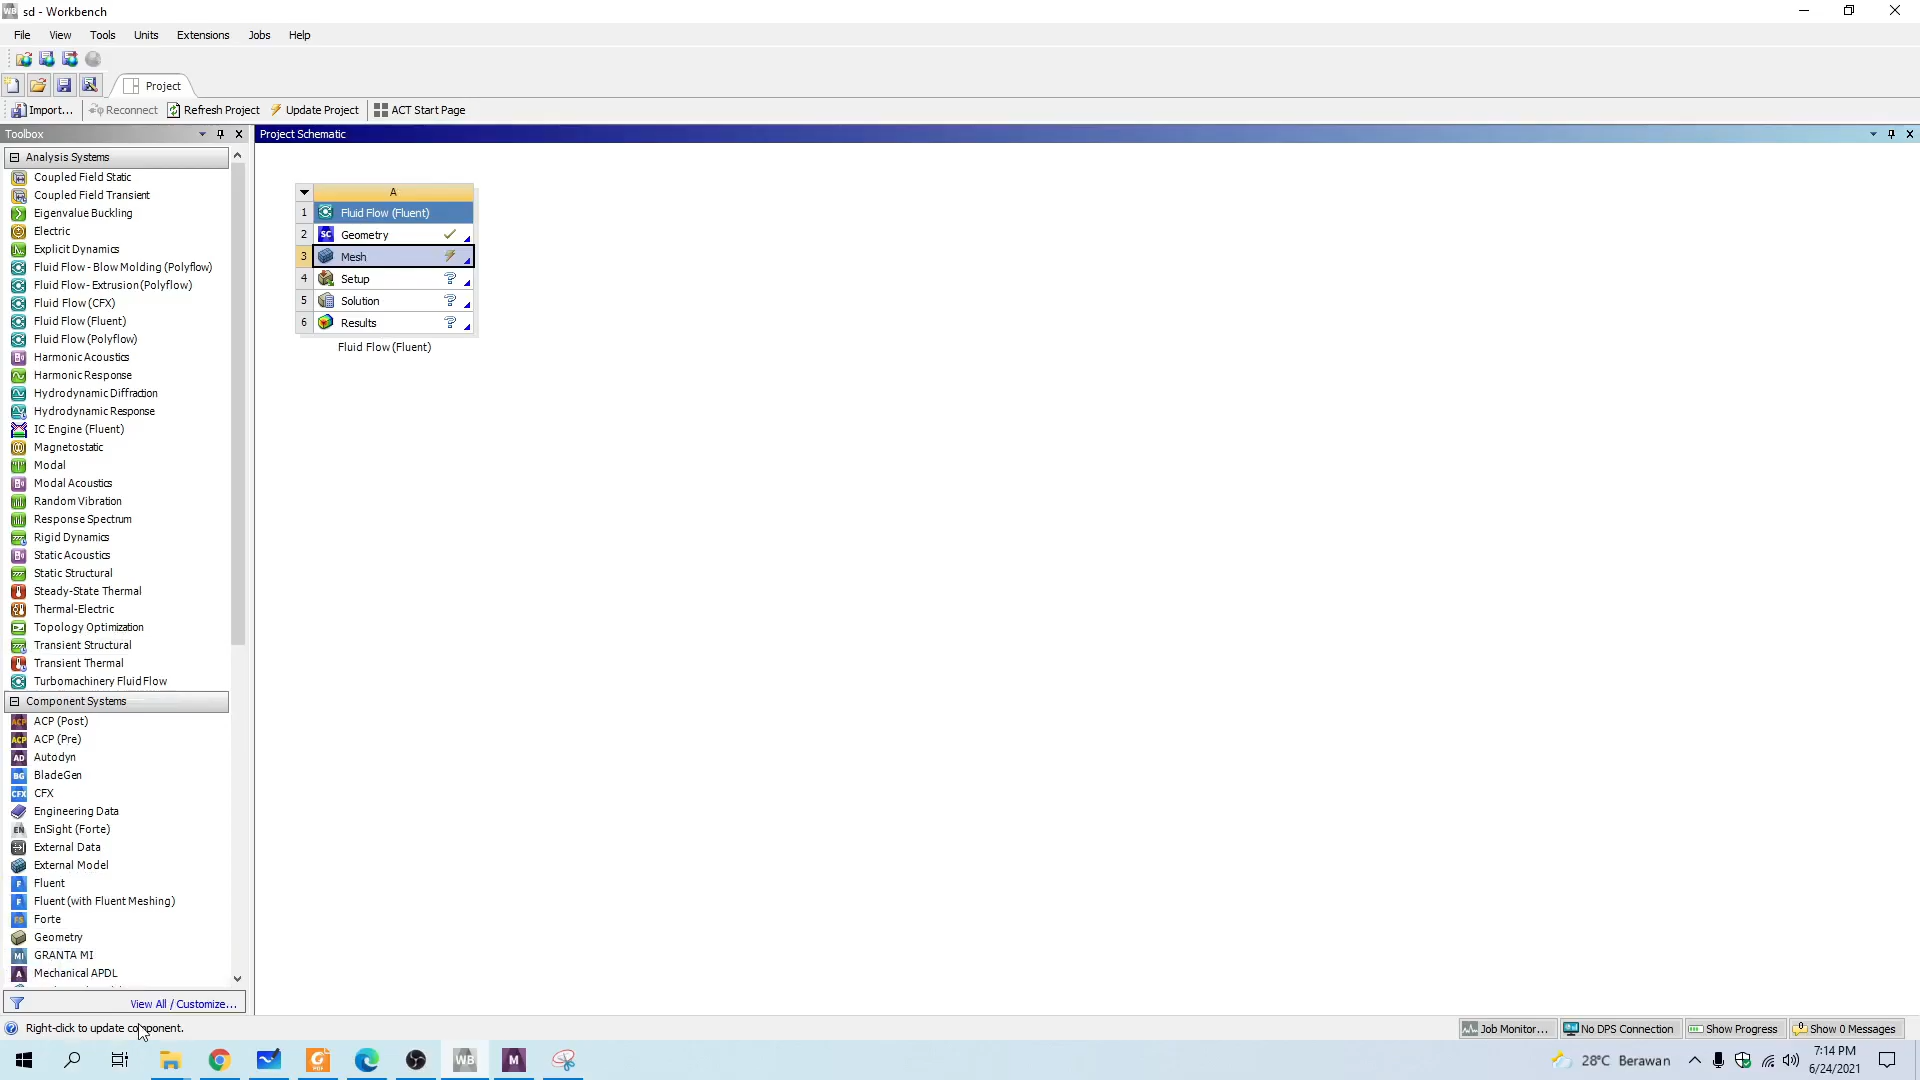 sd - Workbench
File View Tools Units Extensions Jobs Help
Project
Import... Reconnect Refresh Project Update Project ACT Start Page
Toolbox
Analysis Systems
Coupled Field Static
Coupled Field Transient
Eigenvalue Buckling
Electric
Explicit Dynamics
Fluid Flow - Blow Molding (Polyflow)
Fluid Flow- Extrusion (Polyflow)
Fluid Flow (CFX)
Fluid Flow (Fluent)
Fluid Flow (Polyflow)
Harmonic Acoustics
Harmonic Response
Hydrodynamic Diffraction
Hydrodynamic Response
IC Engine (Fluent)
Magnetostatic
Modal
Modal Acoustics
Random Vibration
Response Spectrum
Rigid Dynamics
Static Acoustics
Static Structural
Steady-State Thermal
Thermal-Electric
Topology Optimization
Transient Structural
Transient Thermal
Turbomachinery Fluid Flow
Component Systems
ACP (Post)
ACP (Pre)
Autodyn
BladeGen
CFX
Engineering Data
EnSight (Forte)
External Data
External Model
Fluent
Fluent (with Fluent Meshing)
Forte
Geometry
GRANTA MI
Mechanical APDL
View All / Customize...
Project Schematic
A
1 Fluid Flow (Fluent)
2 Geometry
3 Mesh
4 Setup
5 Solution
6 Results
Fluid Flow (Fluent)
Right-click to update component.
Job Monitor... No DPS Connection Show Progress Show 0 Messages
28°C Berawan
7:14 PM
6/24/2021